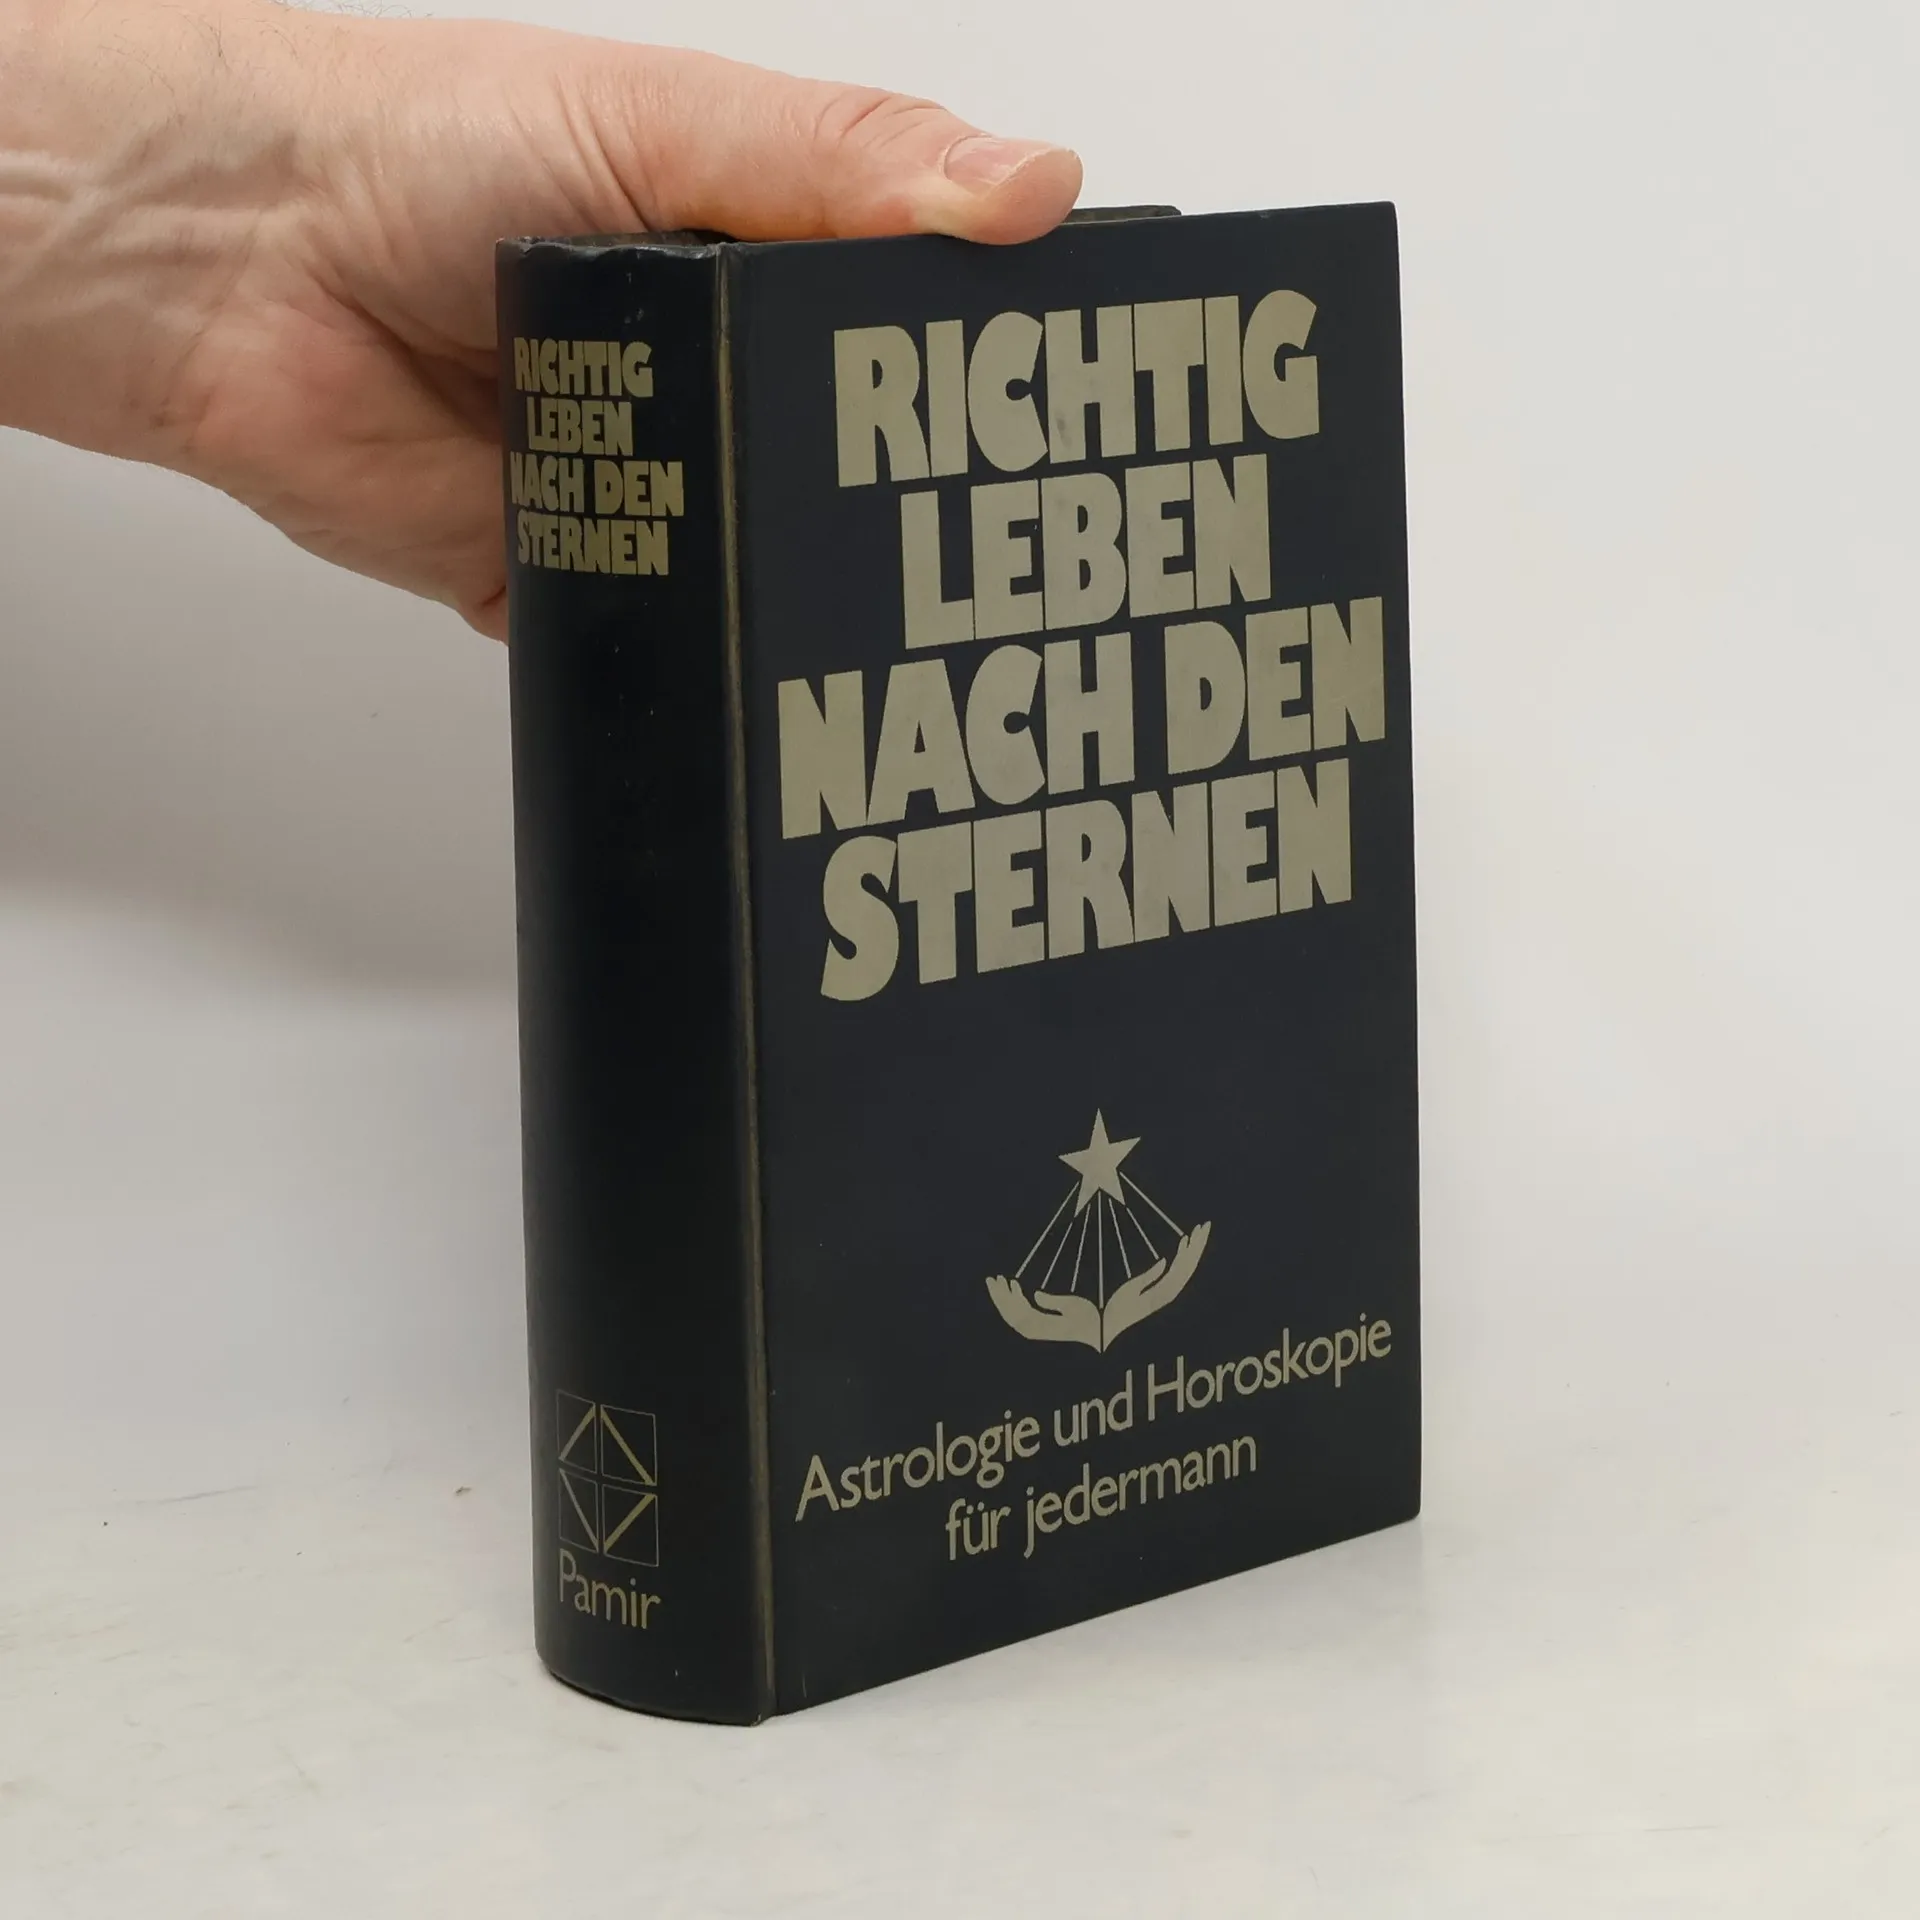 RICHTIG
LEBEN
NACH DEN
STERNEN
Pamir
RICHTIG
LEBEN
NACH DEN
STERNEN
Astrologie und Horoskopie
für jedermann